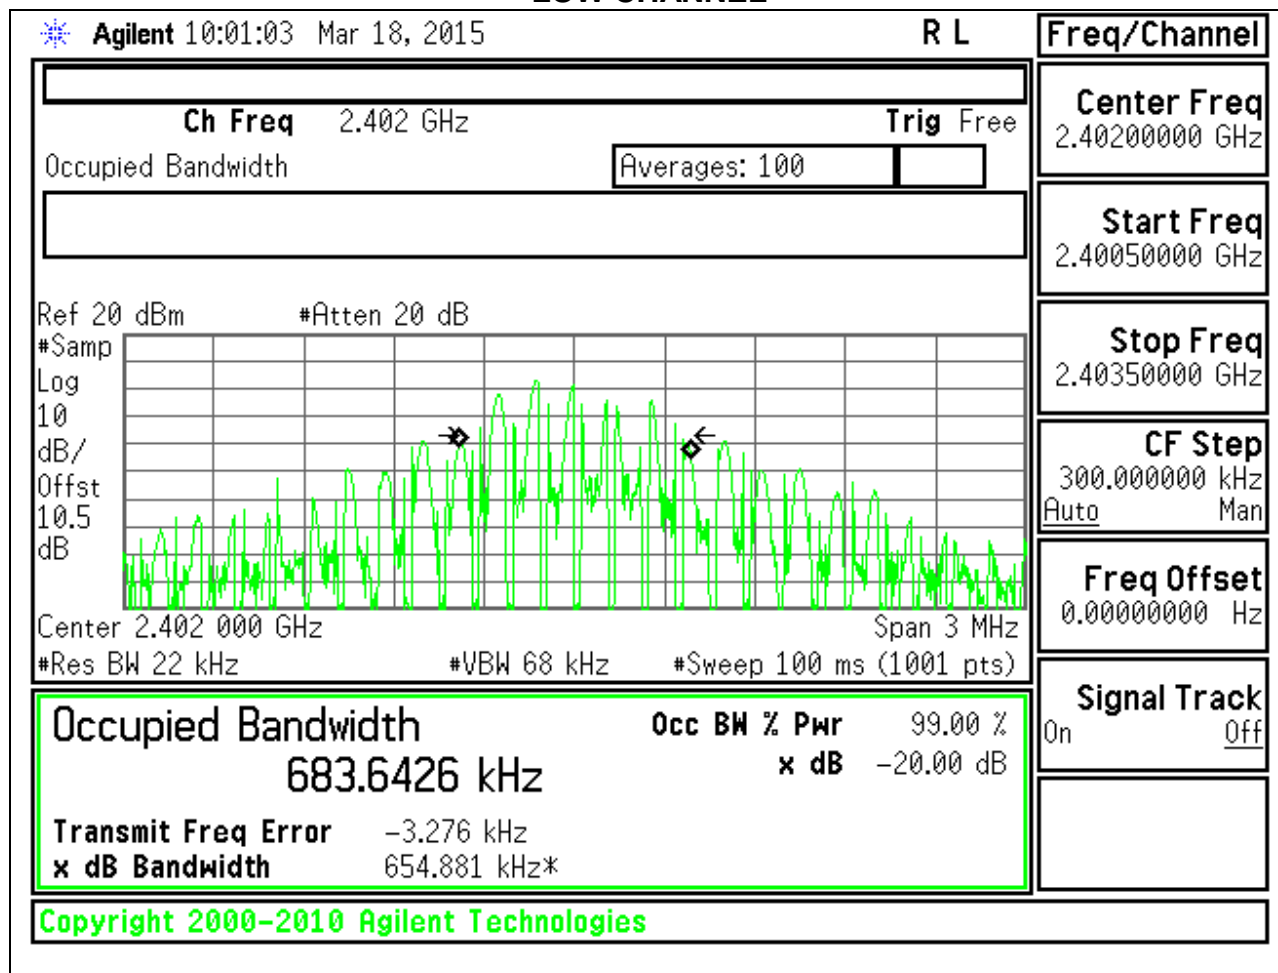 LOW CHANNEL
Agilent 10:01:03 Mar 18, 2015 R L
Ch Freq 2.402 GHz Trig Free
Occupied Bandwidth Averages: 100
Ref 20 dBm #Atten 20 dB
#Samp
Log
10
dB/
Offst
10.5
dB
Center 2.402 000 GHz Span 3 MHz
#Res BW 22 kHz #VBW 68 kHz #Sweep 100 ms (1001 pts)
Occupied Bandwidth Occ BW % Pwr 99.00 %
683.6426 kHz x dB -20.00 dB
Transmit Freq Error -3.276 kHz
x dB Bandwidth 654.881 kHz*
Copyright 2000-2010 Agilent Technologies
Freq/Channel
Center Freq
2.40200000 GHz
Start Freq
2.40050000 GHz
Stop Freq
2.40350000 GHz
CF Step
300.000000 kHz
Auto Man
Freq Offset
0.00000000 Hz
Signal Track
On Off